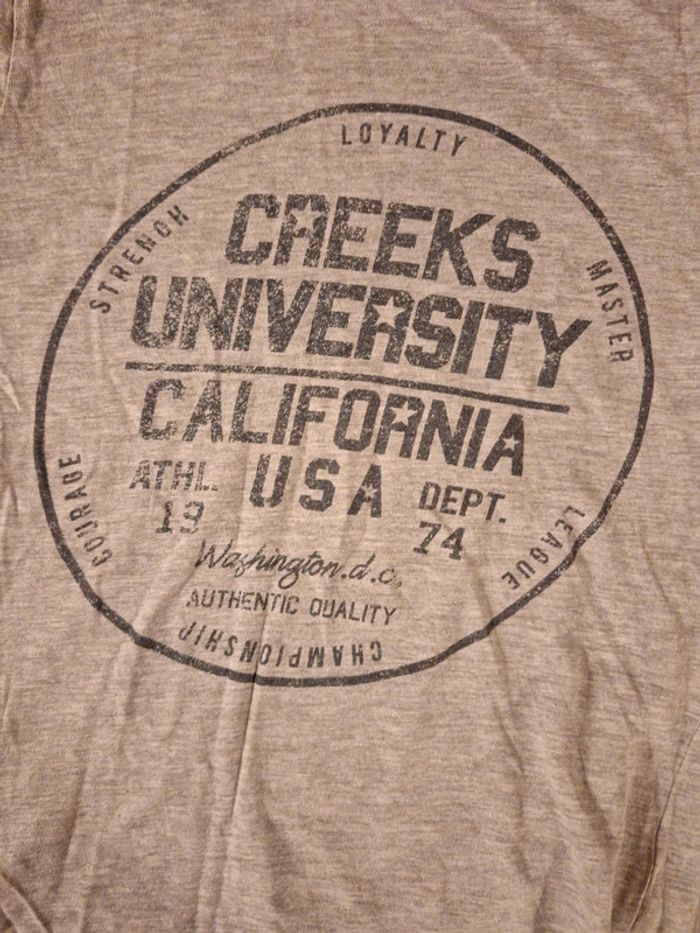 LOYALTY
STRENGH
MASTER
CREEKS
UNIVERSITY
CALIFORNIA
ATHL. USA DEPT.
19 74
Washington.d.c,
AUTHENTIC QUALITY
COURAGE
LEAGUE
CHAMPIONSHIP